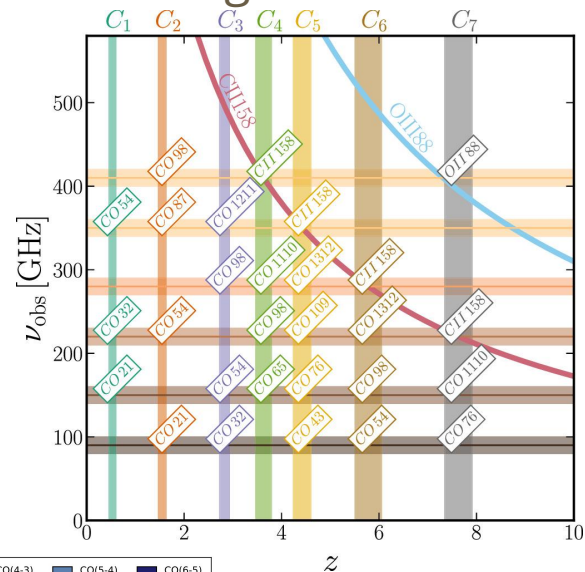 C₁ C₂ C₃ C₄ C₅ C₆ C₇
CII158
OIII88
500
CO 98
CII 158
OII 88
400
CO 54
CO 87
CO 1211
CII 158
300
CO 98
CO 1110
CO 1312
CII 158
CO 32
CO 54
CO 98
CO 109
CO 1312
CII 158
200
CO 21
CO 54
CO 65
CO 76
CO 98
CO 1110
100
CO 21
CO 32
CO 43
CO 54
CO 76
0
0 2 4 6 8 10
ν_obs [GHz]
z
CO(4-3) CO(5-4) CO(6-5)